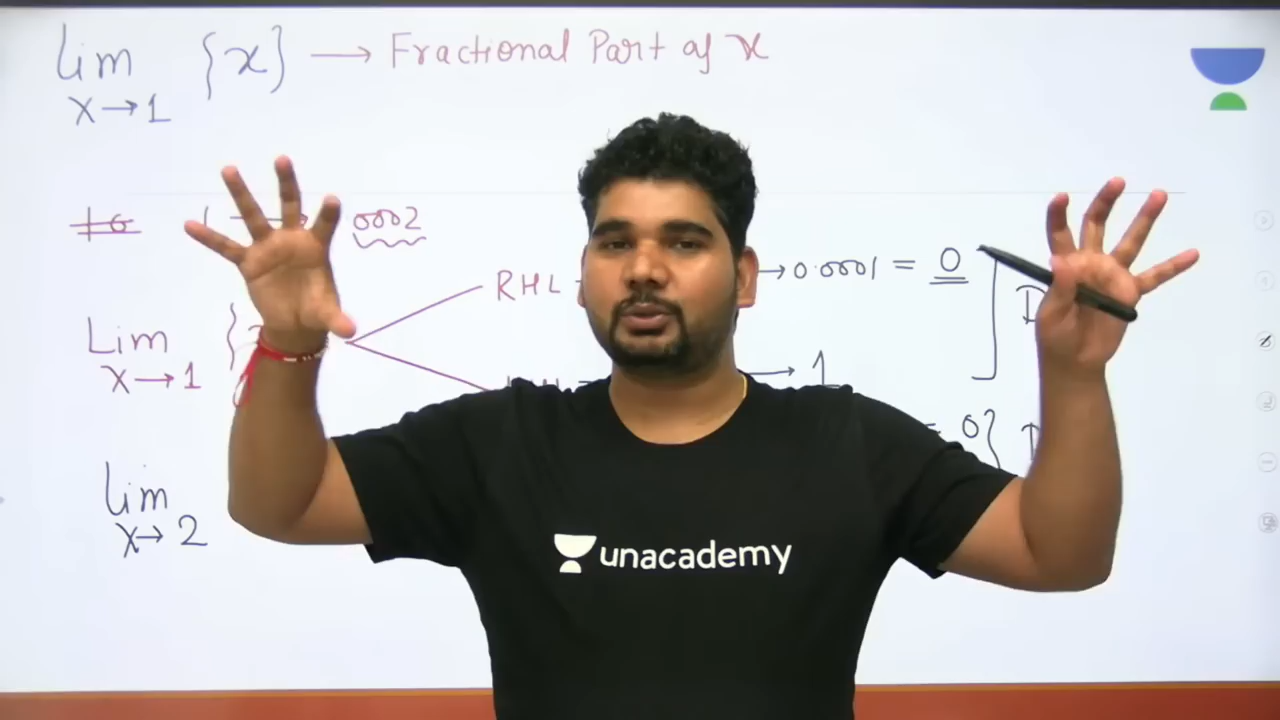 lim {x} → Fractional Part of x
x→1
0002
RHL → 0.0001 = 0
Lim {
x→1
→ 1
= 0}
lim
x→2
unacademy